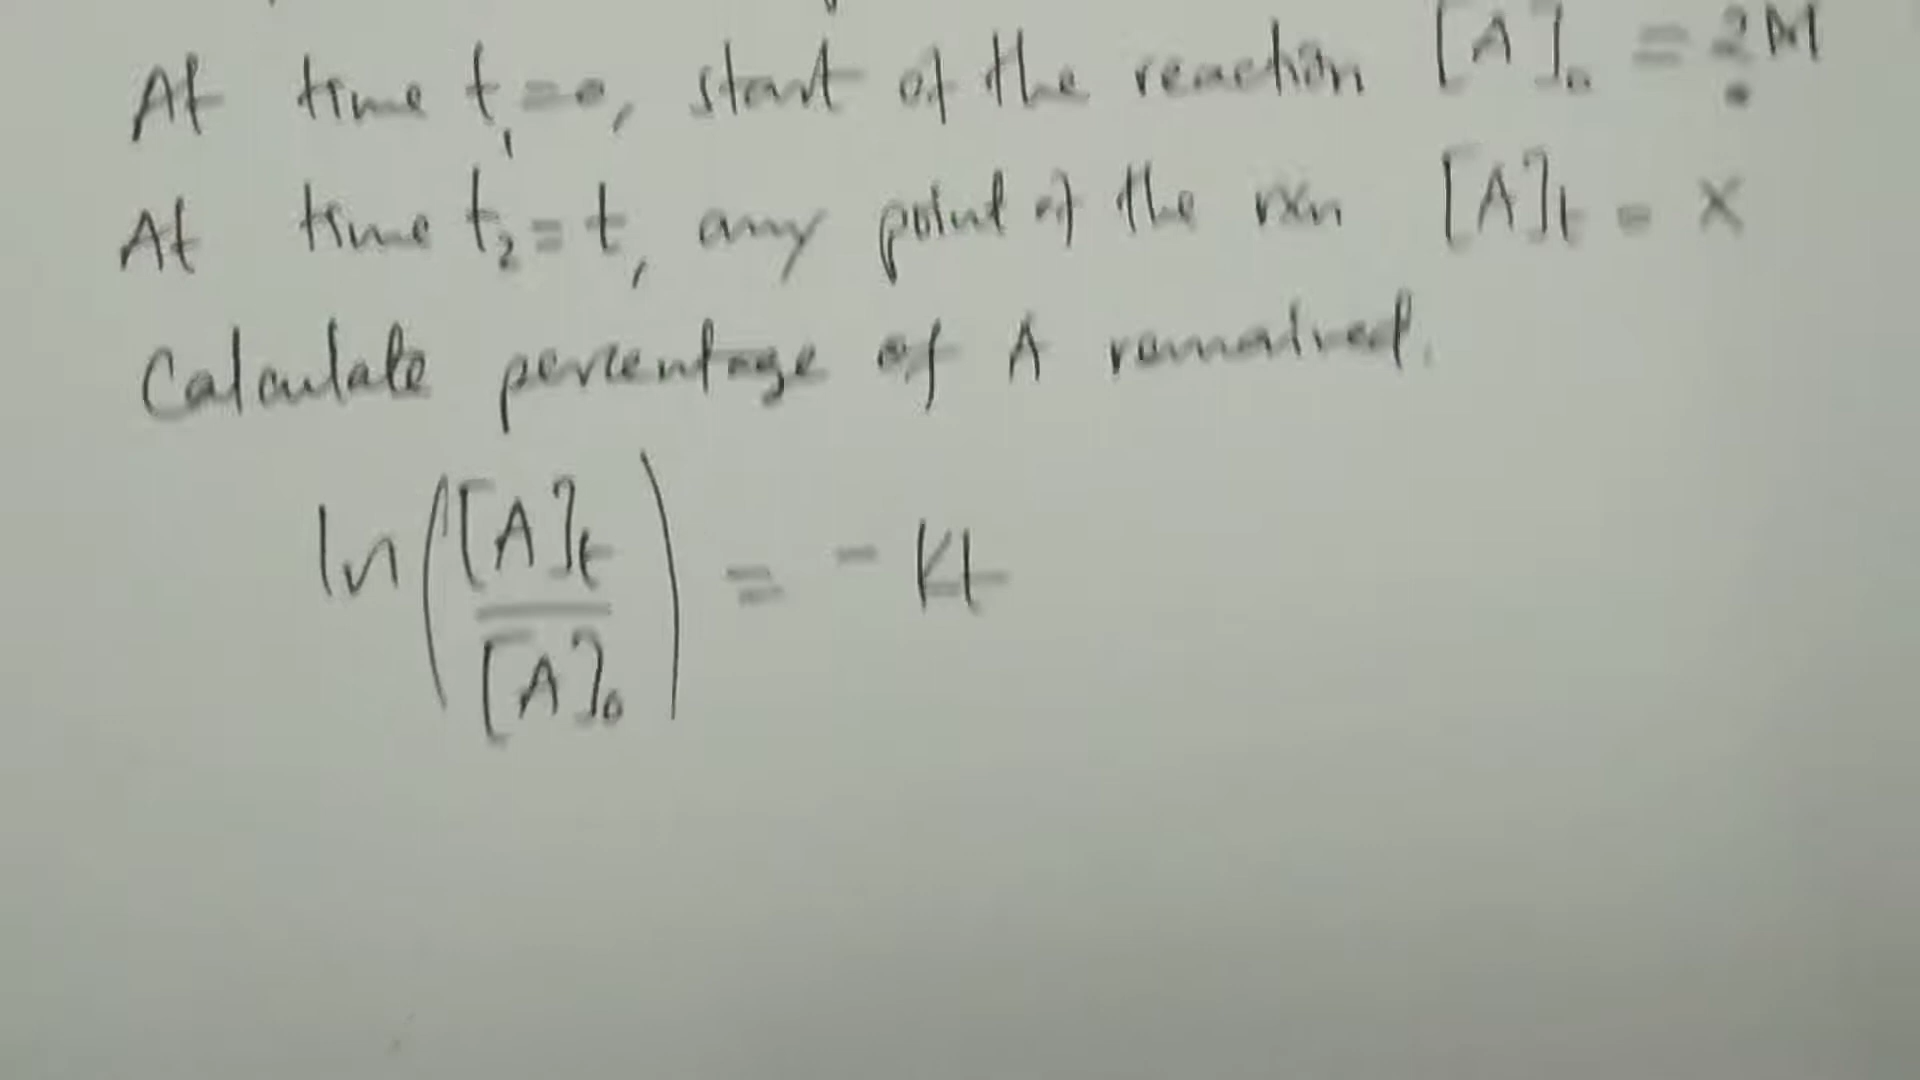 At time t₁=0, start of the reaction [A]₀ = 2M
At time t₂=t, any point of the rxn [A]t = x
Calculate percentage of A remained.
ln([A]t/[A]₀) = -kt